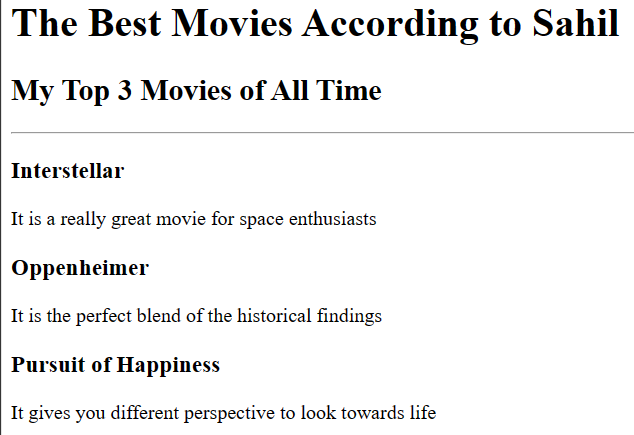 The Best Movies According to Sahil
My Top 3 Movies of All Time
Interstellar
It is a really great movie for space enthusiasts
Oppenheimer
It is the perfect blend of the historical findings
Pursuit of Happiness
It gives you different perspective to look towards life